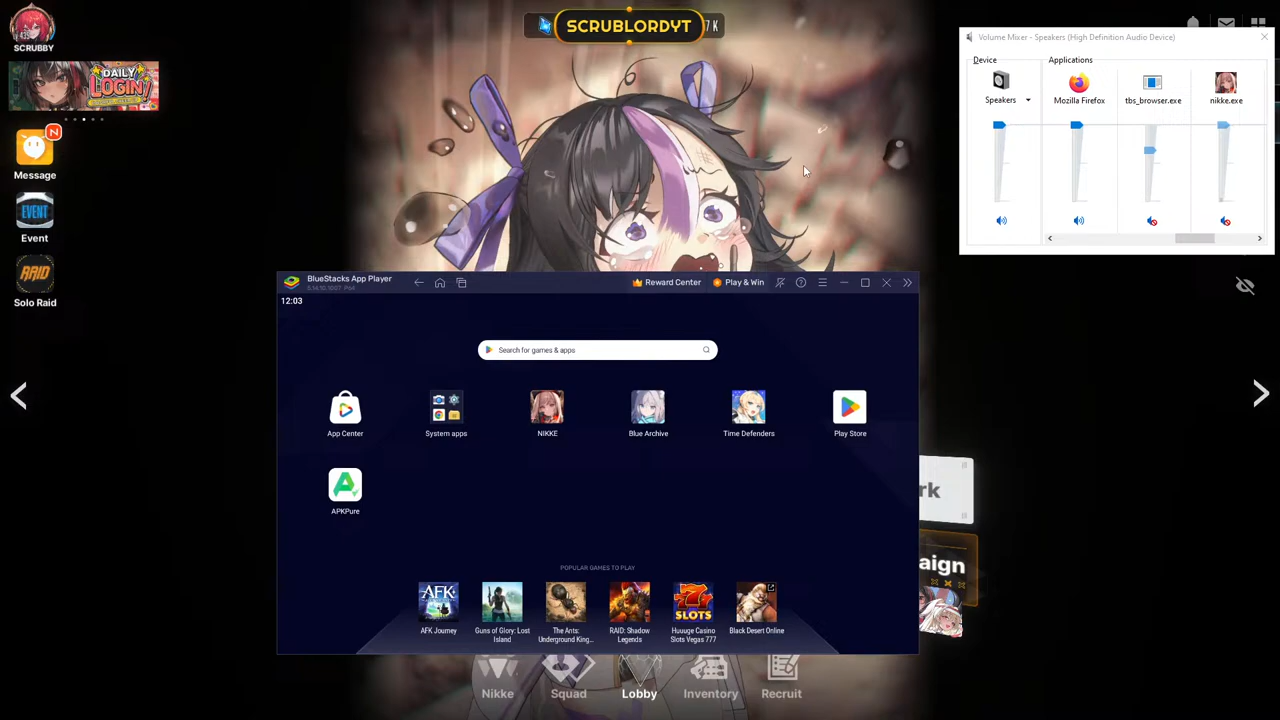 SCRUBBY
SCRUBLORDYT
7 K
DAILY
LOGIN!
N
Message
EVENT
Event
RAID
Solo Raid
Volume Mixer - Speakers (High Definition Audio Device)
Device
Applications
Speakers
Mozilla Firefox
tbs_browser.exe
nikke.exe
BlueStacks App Player
Reward Center
Play & Win
12:03
Search for games & apps
App Center
System apps
NIKKE
Blue Archive
Time Defenders
Play Store
APKPure
POPULAR GAMES TO PLAY
AFK
SLOTS
AFK Journey
Guns of Glory: Lost
Island
The Ants:
Underground King...
RAID: Shadow
Legends
Huuuge Casino
Slots Vegas 777
Black Desert Online
rk
aign
Nikke
Squad
Lobby
Inventory
Recruit